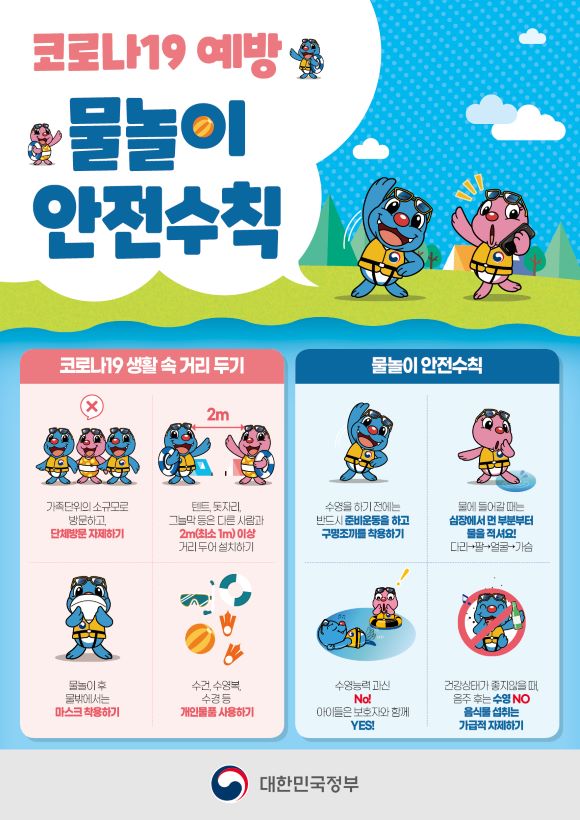 코로나19 예방
물놀이
안전수칙
코로나19 생활 속 거리 두기
가족단위의 소규모로
방문하고,
단체방문 자제하기
2m
텐트, 돗자리,
그늘막 등은 다른 사람과
2m(최소 1m) 이상
거리 두어 설치하기
물놀이 후
물밖에서는
마스크 착용하기
수건, 수영복,
수경 등
개인물품 사용하기
물놀이 안전수칙
수영을 하기 전에는
반드시 준비운동을 하고
구명조끼를 착용하기
물에 들어갈 때는
심장에서 먼 부분부터
물을 적셔요!
다리→팔→얼굴→가슴
수영능력 과신
No!
아이들은 보호자와 함께
YES!
건강상태가 좋지않을 때,
음주 후는 수영 NO
음식물 섭취는
가급적 자제하기
대한민국정부